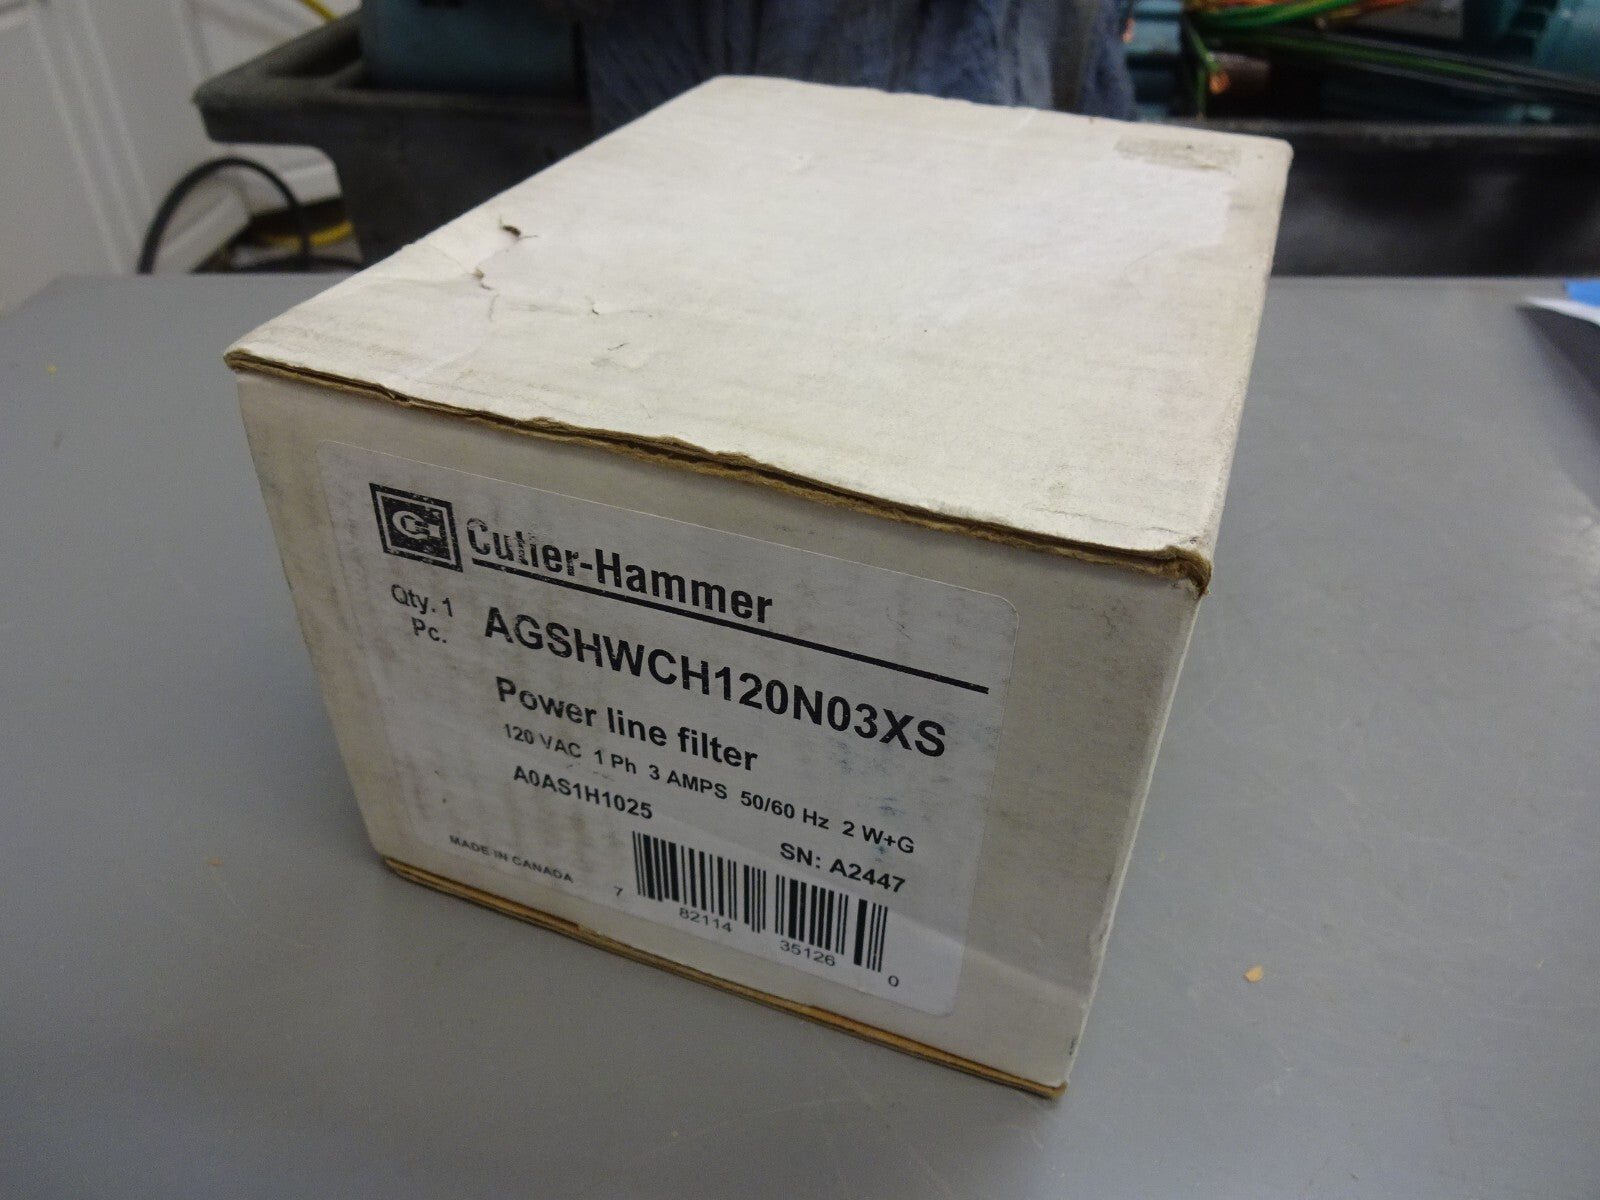 CH Cutler-Hammer
Qty. 1 Pc.
AGSHWCH120N03XS
Power line filter
120 VAC 1 Ph 3 AMPS 50/60 Hz 2 W+G
A0AS1H1025
SN: A2447
MADE IN CANADA
7 82114 35126 0